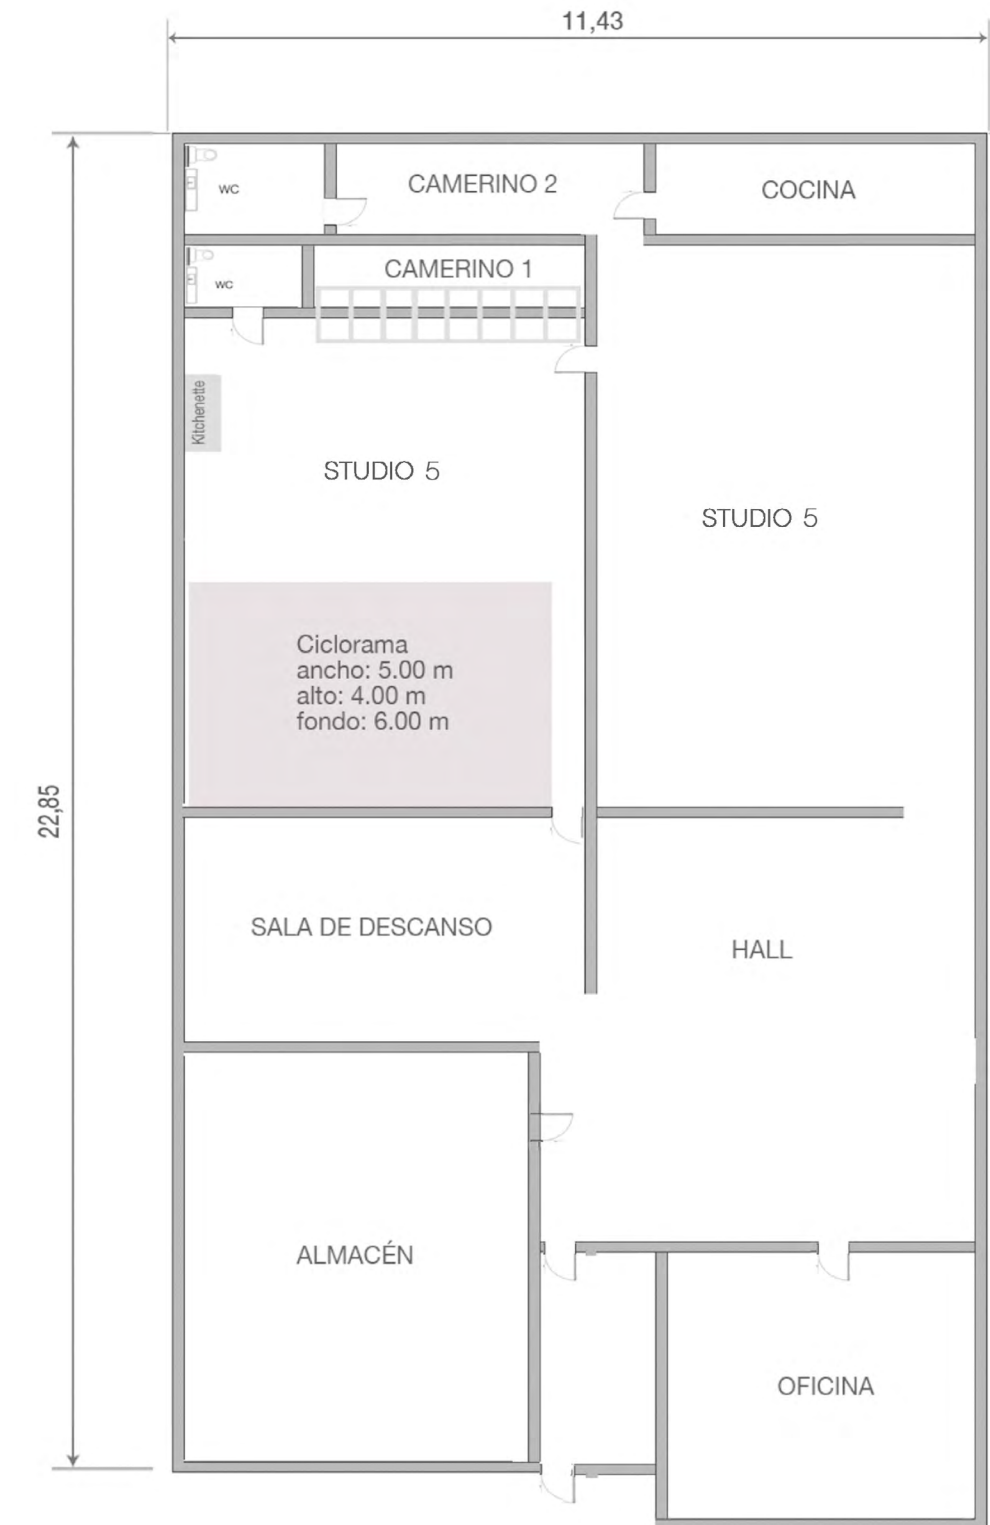 11,43
WC
CAMERINO 2
COCINA
WC
CAMERINO 1
Kitchenette
STUDIO 5
STUDIO 5
Ciclorama
ancho: 5.00 m
alto: 4.00 m
fondo: 6.00 m
22,85
SALA DE DESCANSO
HALL
ALMACÉN
OFICINA